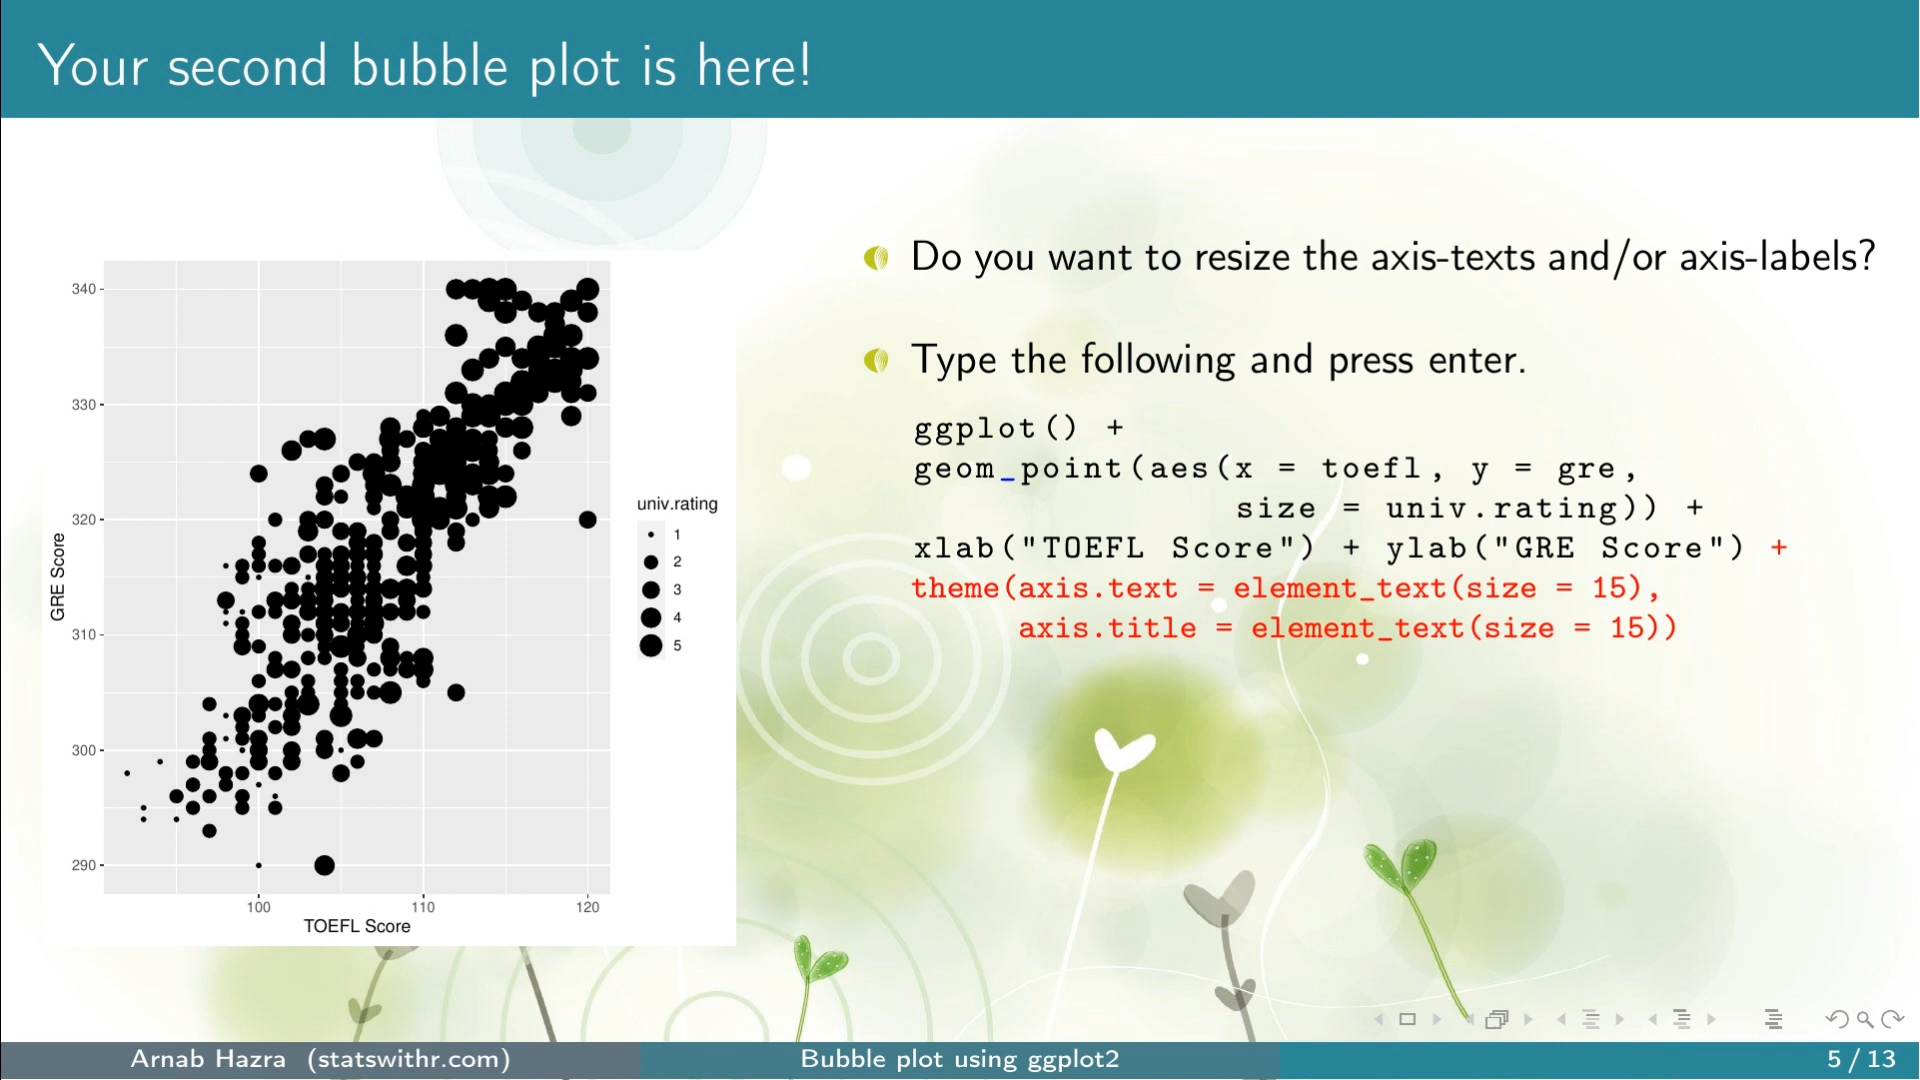 Your second bubble plot is here!
340
330
320
310
300
290
GRE Score
100 110 120
TOEFL Score
univ.rating
1
2
3
4
5
Do you want to resize the axis-texts and/or axis-labels?
Type the following and press enter.
ggplot() +
geom_point(aes(x = toefl, y = gre,
size = univ.rating)) +
xlab("TOEFL Score") + ylab("GRE Score") +
theme(axis.text = element_text(size = 15),
axis.title = element_text(size = 15))
Arnab Hazra (statswithr.com)
Bubble plot using ggplot2
5 / 13